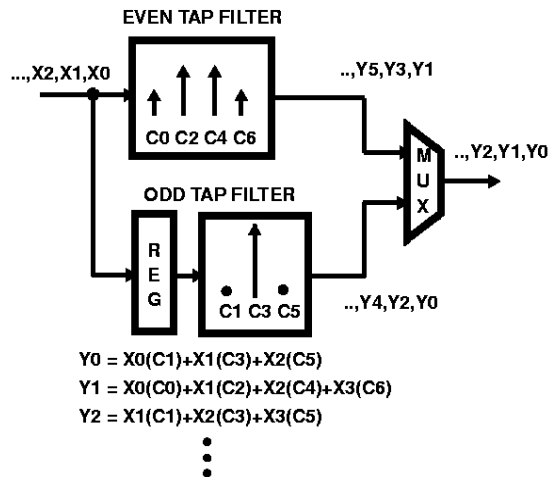 EVEN TAP FILTER
...,X2,X1,X0
..,Y5,Y3,Y1
C0 C2 C4 C6
MUX
..,Y2,Y1,Y0
ODD TAP FILTER
REG
C1 C3 C5
..,Y4,Y2,Y0
Y0 = X0(C1)+X1(C3)+X2(C5)
Y1 = X0(C0)+X1(C2)+X2(C4)+X3(C6)
Y2 = X1(C1)+X2(C3)+X3(C5)